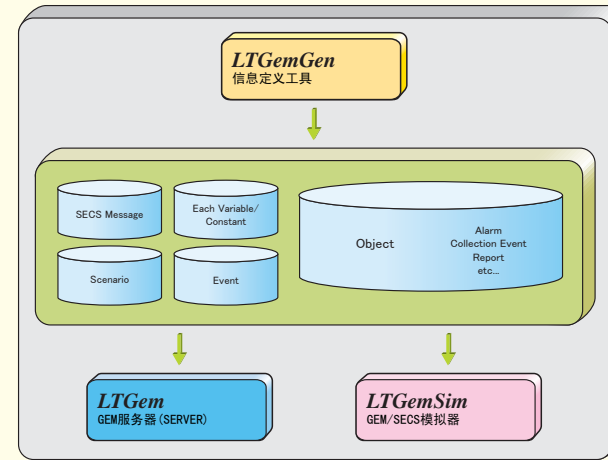 LTGemGen
信息定义工具
SECS Message
Each Variable/
Constant
Scenario
Event
Object
Alarm
Collection Event
Report
etc...
LTGem
GEM服务器(SERVER)
LTGemSim
GEM/SECS模拟器